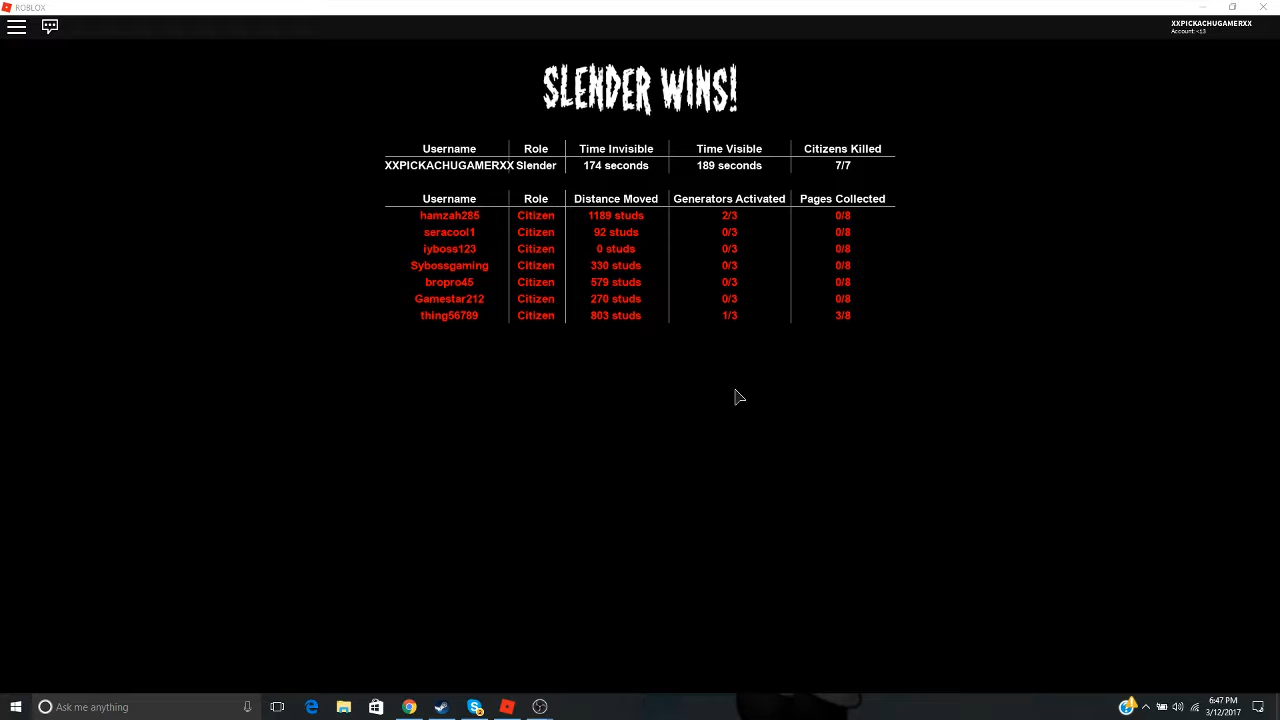 ROBLOX
XXPICKACHUGAMERXX
Account: <13
SLENDER WINS!
Username Role Time Invisible Time Visible Citizens Killed
XXPICKACHUGAMERXX Slender 174 seconds 189 seconds 7/7
Username Role Distance Moved Generators Activated Pages Collected
hamzah285 Citizen 1189 studs 2/3 0/8
seracool1 Citizen 92 studs 0/3 0/8
iyboss123 Citizen 0 studs 0/3 0/8
Sybossgaming Citizen 330 studs 0/3 0/8
bropro45 Citizen 579 studs 0/3 0/8
Gamestar212 Citizen 270 studs 0/3 0/8
thing56789 Citizen 803 studs 1/3 3/8
Ask me anything
6:47 PM
3/12/2017